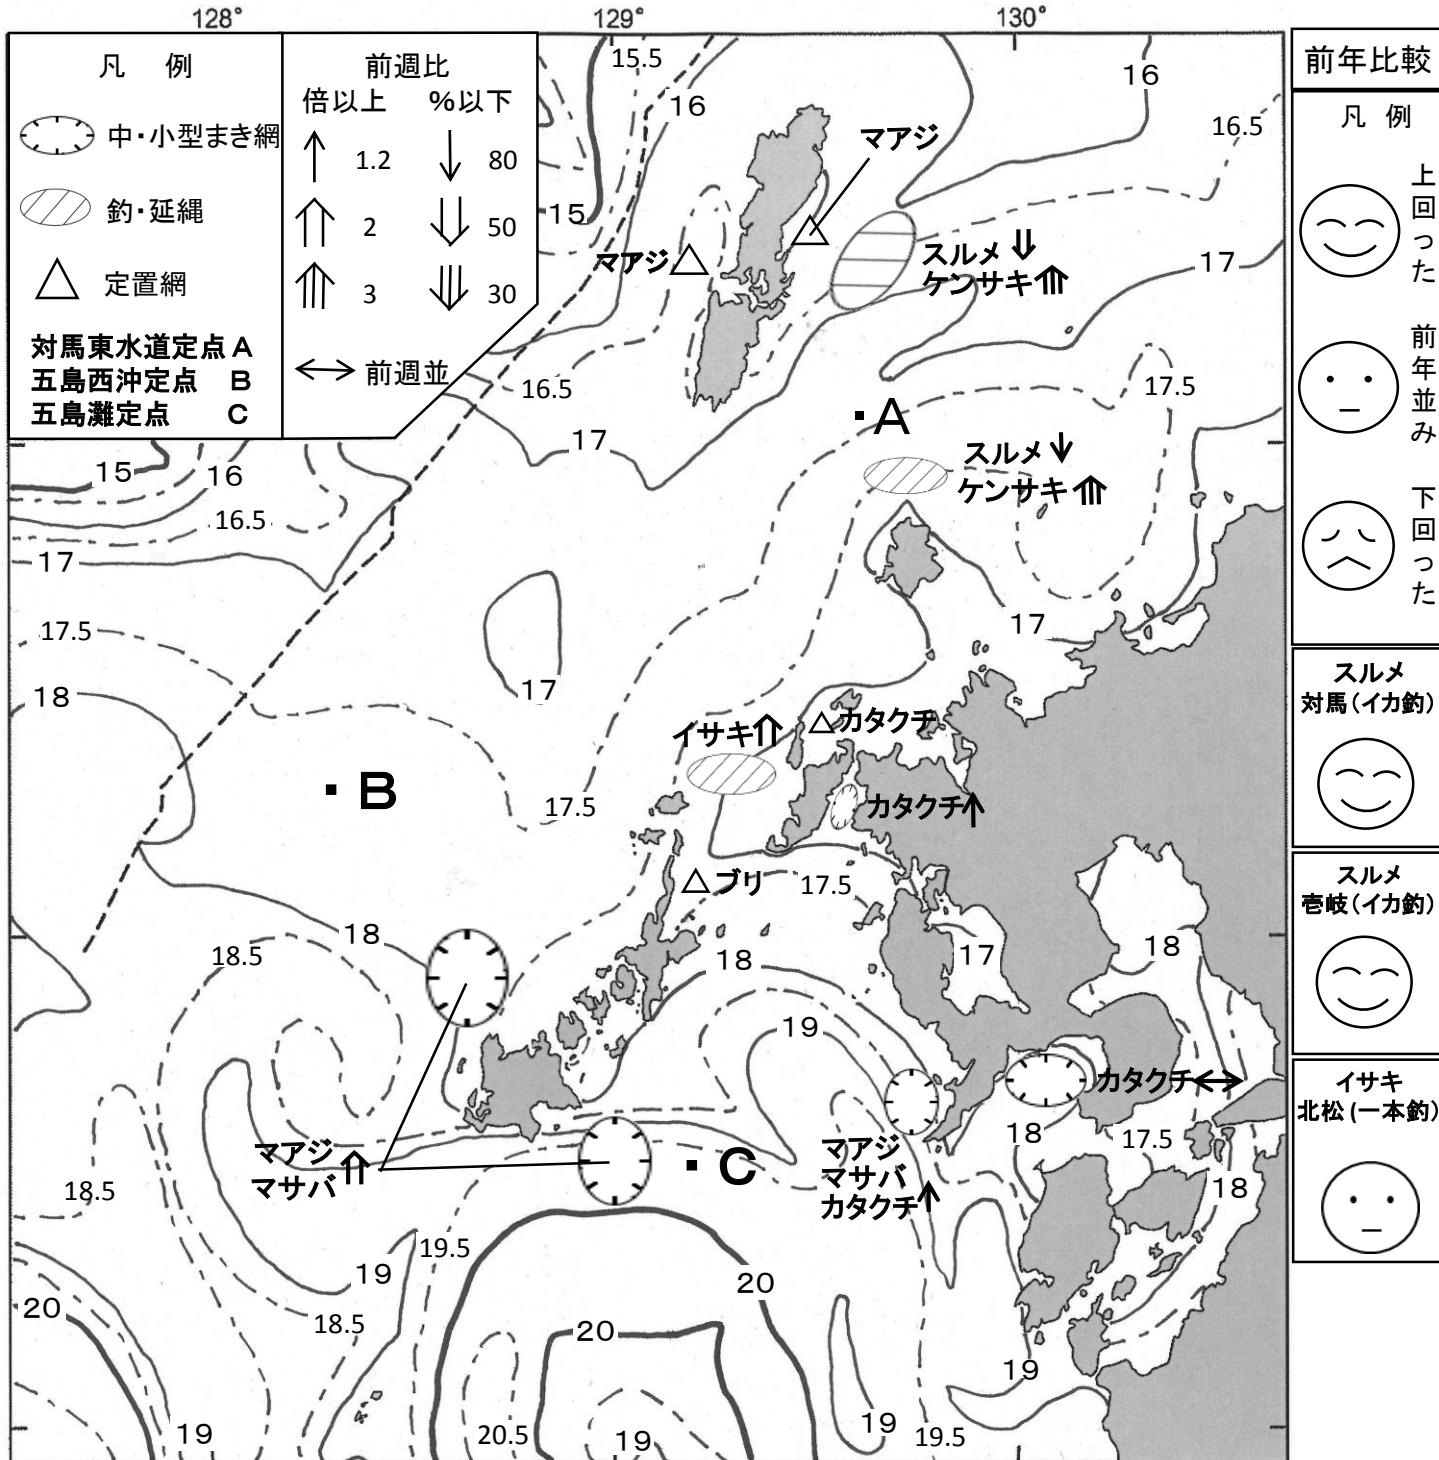 128°
129°
130°
凡 例
中・小型まき網
釣・延縄
定置網
対馬東水道定点 A
五島西沖定点 B
五島灘定点 C
前週比
倍以上 %以下
1.2 80
2 50
3 30
前週並
前年比較
凡 例
上回った
前年並み
下回った
スルメ
対馬（イカ釣）
スルメ
壱岐（イカ釣）
イサキ
北松（一本釣）
15.5
16
16
16.5
マアジ
15
マアジ
スルメ
ケンサキ
17
16.5
17.5
A
17
スルメ
ケンサキ
15
16
16.5
17
17.5
17
18
17
カタクチ
イサキ
B
17.5
カタクチ
ブリ
17.5
18
18.5
18
17
18
19
カタクチ
18
17.5
マアジ
マサバ
C
マアジ
マサバ
カタクチ
18.5
18
19.5
19
20
20
18.5
20
19
19
20.5
19
19
19.5